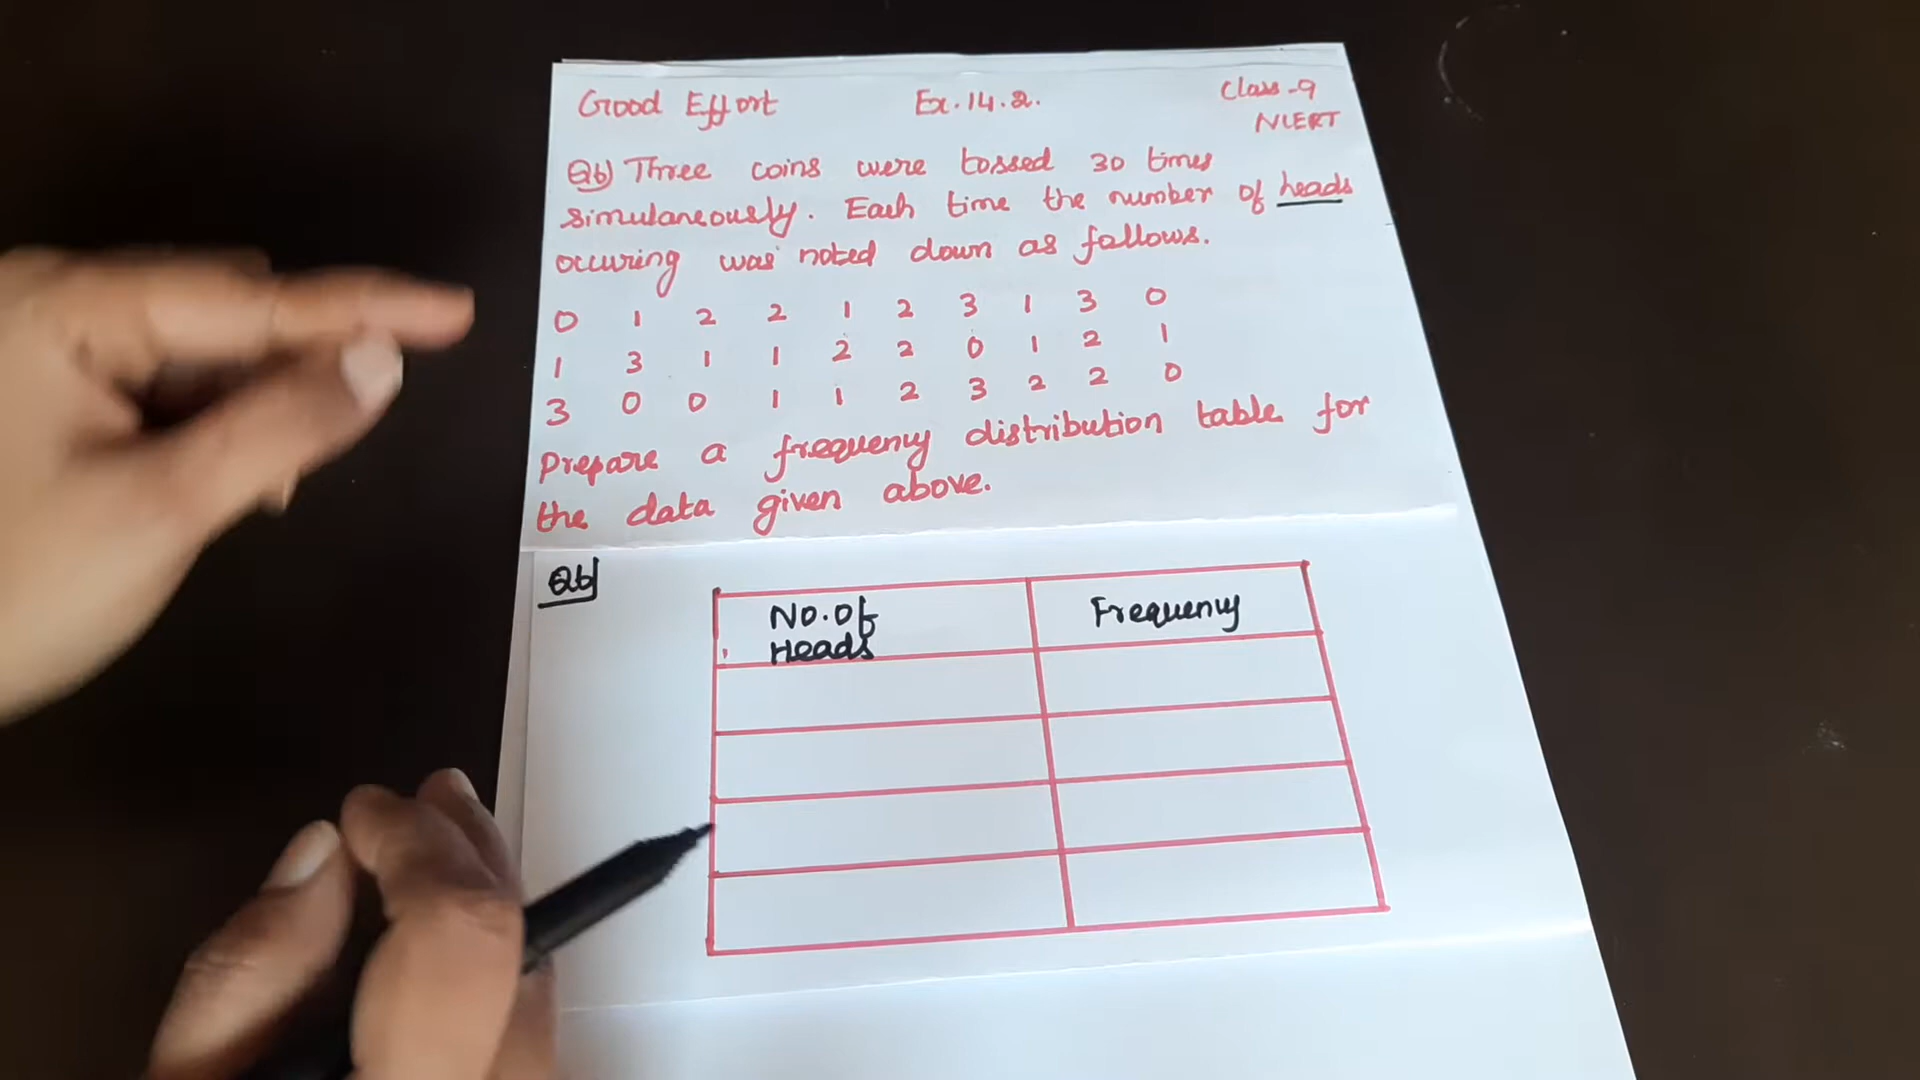 Good Effort Ex.14.2. Class-9
NCERT
Q6) Three coins were tossed 30 times
simulaneously. Each time the number of heads
occuring was noted down as follows.
0 1 2 2 1 2 3 1 3 0
1 3 1 1 2 2 0 1 2 1
3 0 0 1 1 2 3 2 2 0
Prepare a frequency distribution table for
the data given above.
Q6)
No.of Frequency
Heads